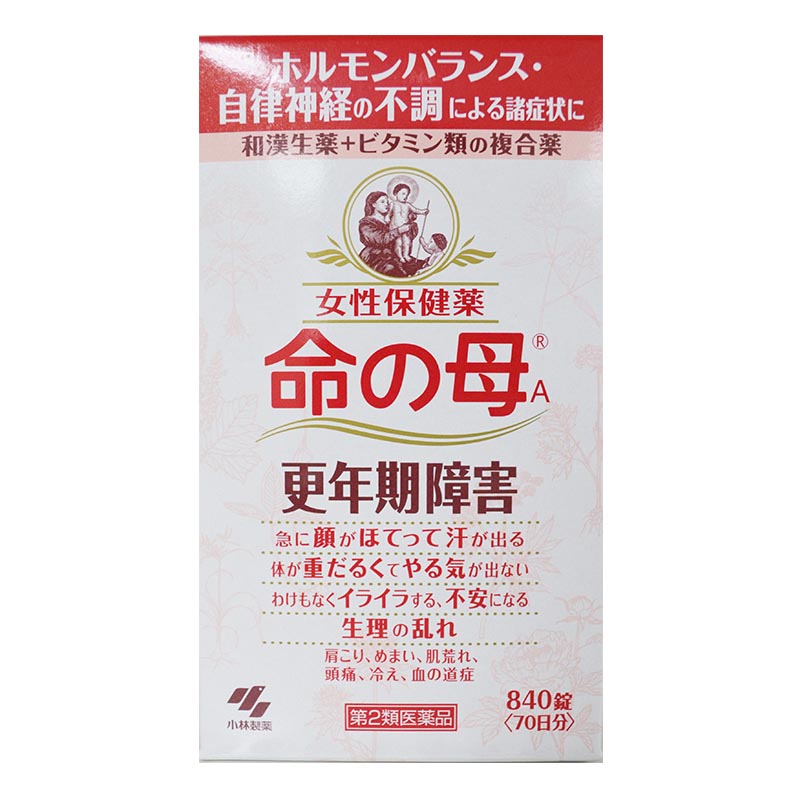 ホルモンバランス・
自律神経の不調による諸症状に
和漢生薬+ビタミン類の複合薬
女性保健薬
命の母®A
更年期障害
急に顔がほてって汗が出る
体が重だるくてやる気が出ない
わけもなくイライラする、不安になる
生理の乱れ
肩こり、めまい、肌荒れ、
頭痛、冷え、血の道症
小林製薬
第2類医薬品
840錠
〈70日分〉